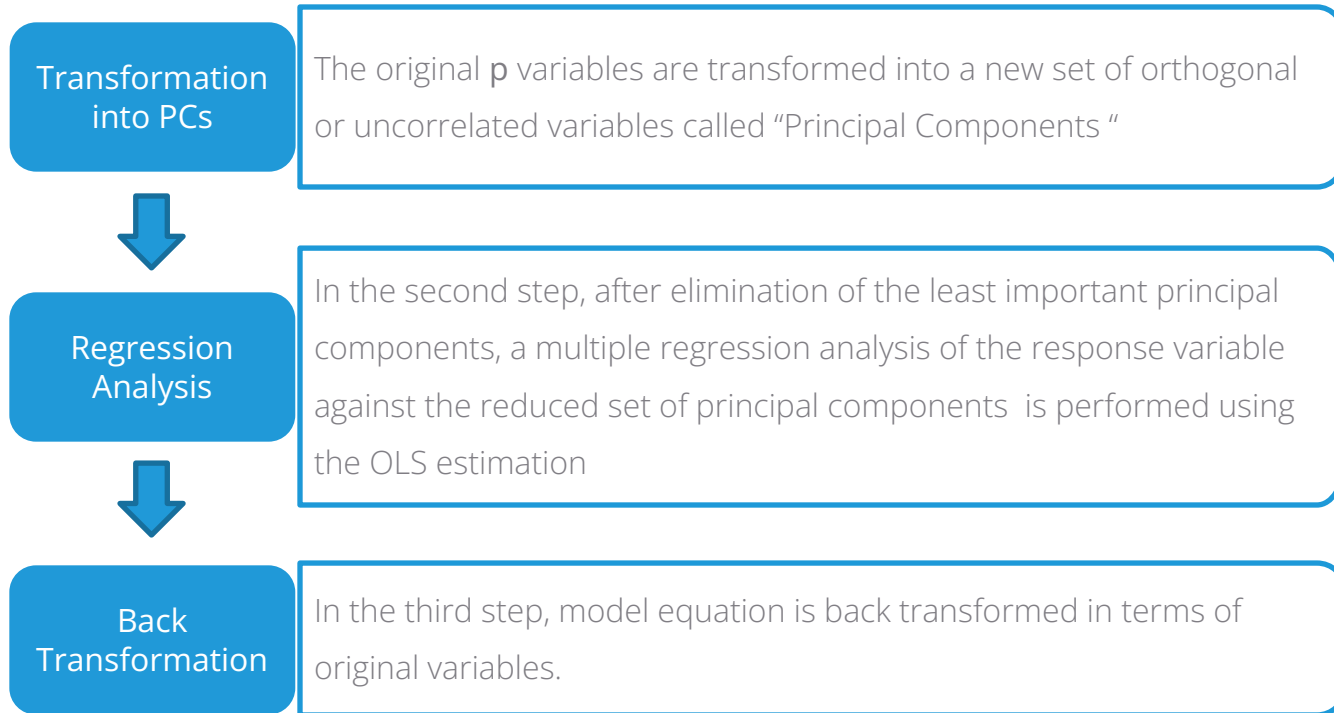 Transformation
into PCs
The original p variables are transformed into a new set of orthogonal
or uncorrelated variables called “Principal Components “
Regression
Analysis
In the second step, after elimination of the least important principal
components, a multiple regression analysis of the response variable
against the reduced set of principal components is performed using
the OLS estimation
Back
Transformation
In the third step, model equation is back transformed in terms of
original variables.